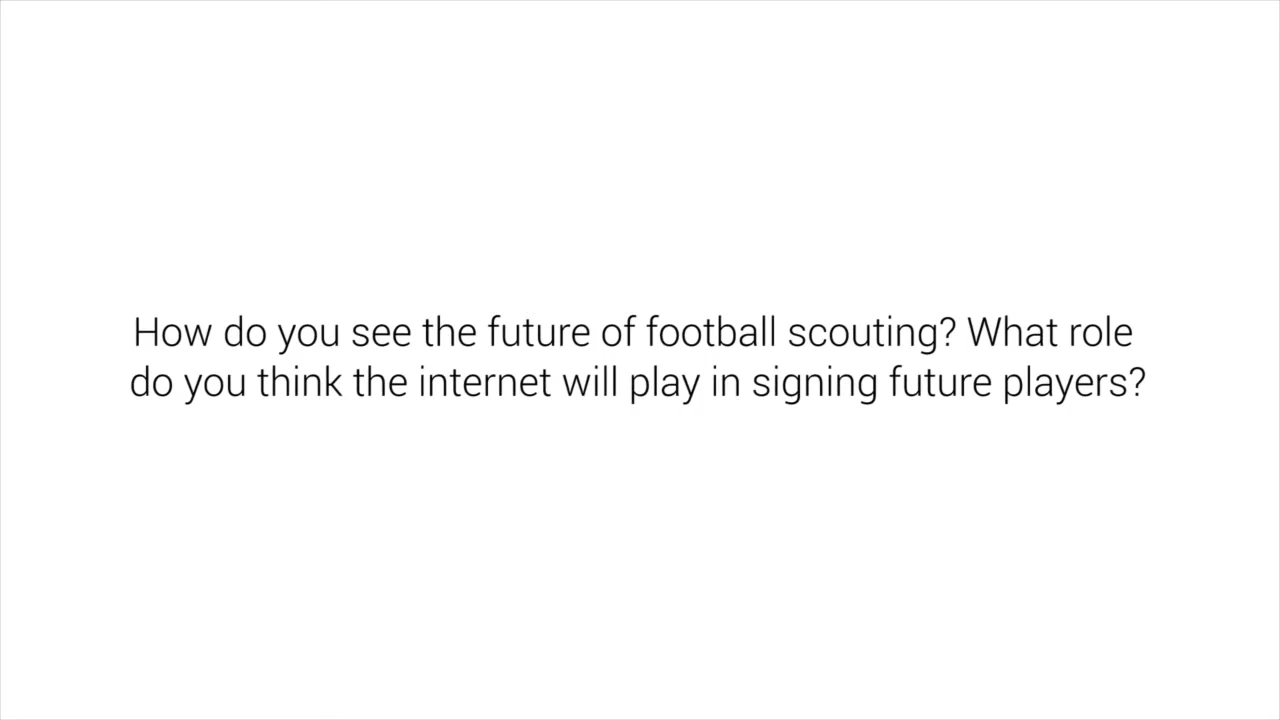 How do you see the future of football scouting? What role
do you think the internet will play in signing future players?